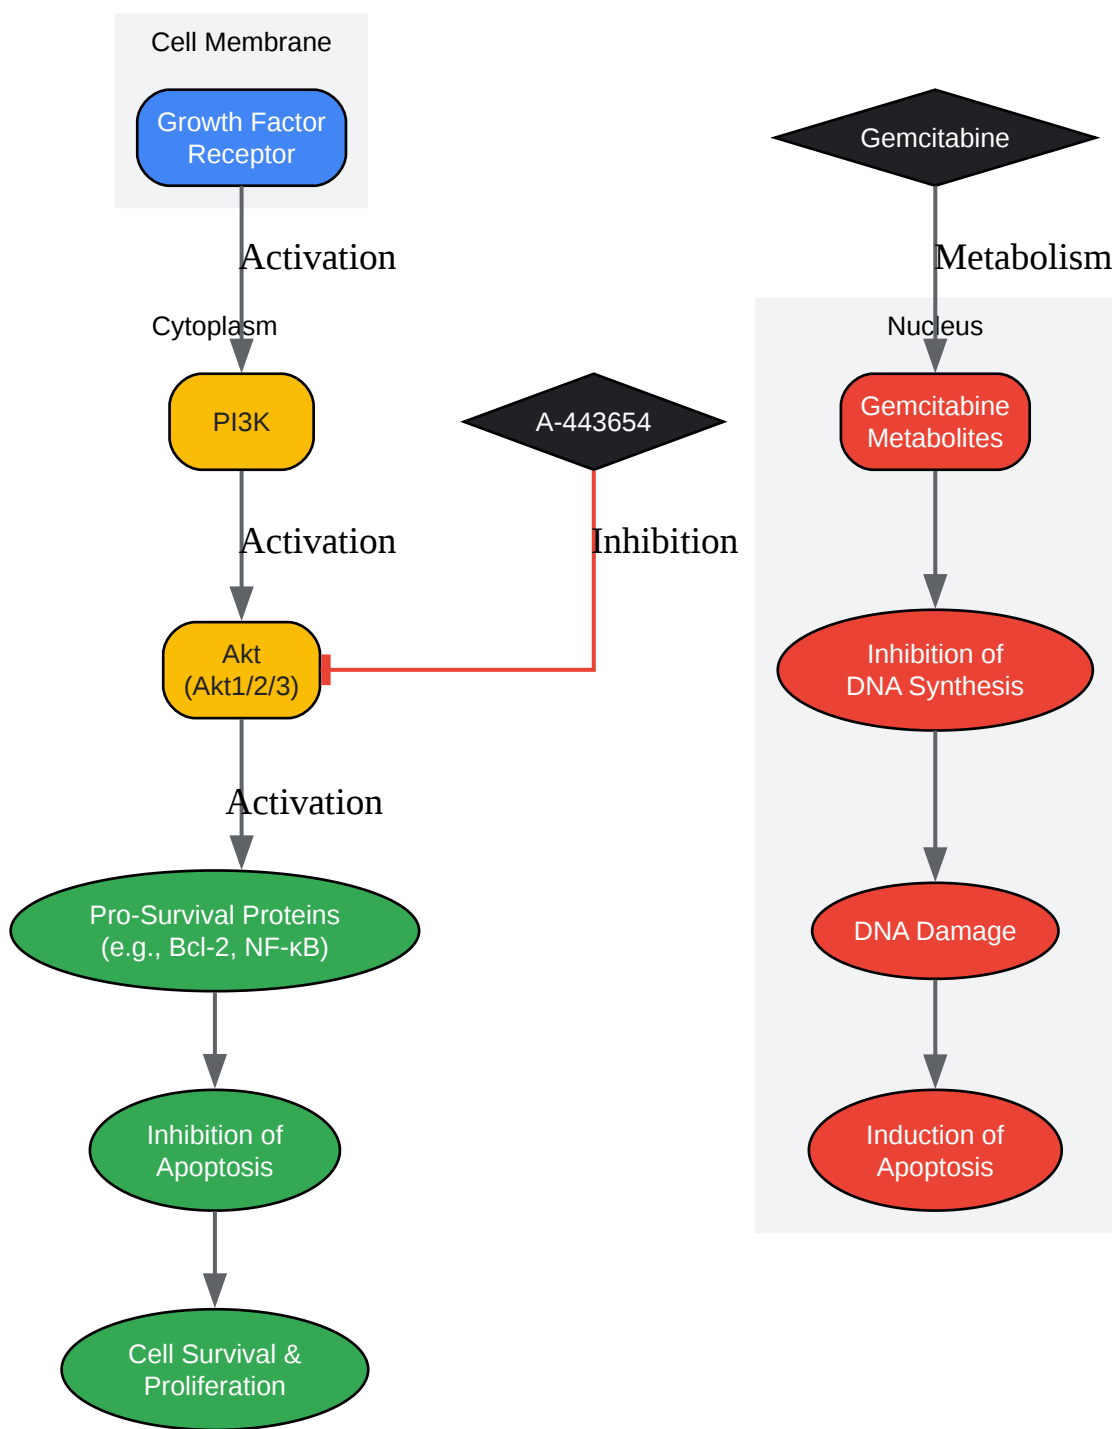 Cell Membrane
Growth Factor
Receptor
Gemcitabine
Activation
Metabolism
Cytoplasm
Nucleus
PI3K
A-443654
Gemcitabine
Metabolites
Activation
Inhibition
Akt
(Akt1/2/3)
Inhibition of
DNA Synthesis
Activation
Pro-Survival Proteins
(e.g., Bcl-2, NF-κB)
DNA Damage
Inhibition of
Apoptosis
Induction of
Apoptosis
Cell Survival &
Proliferation